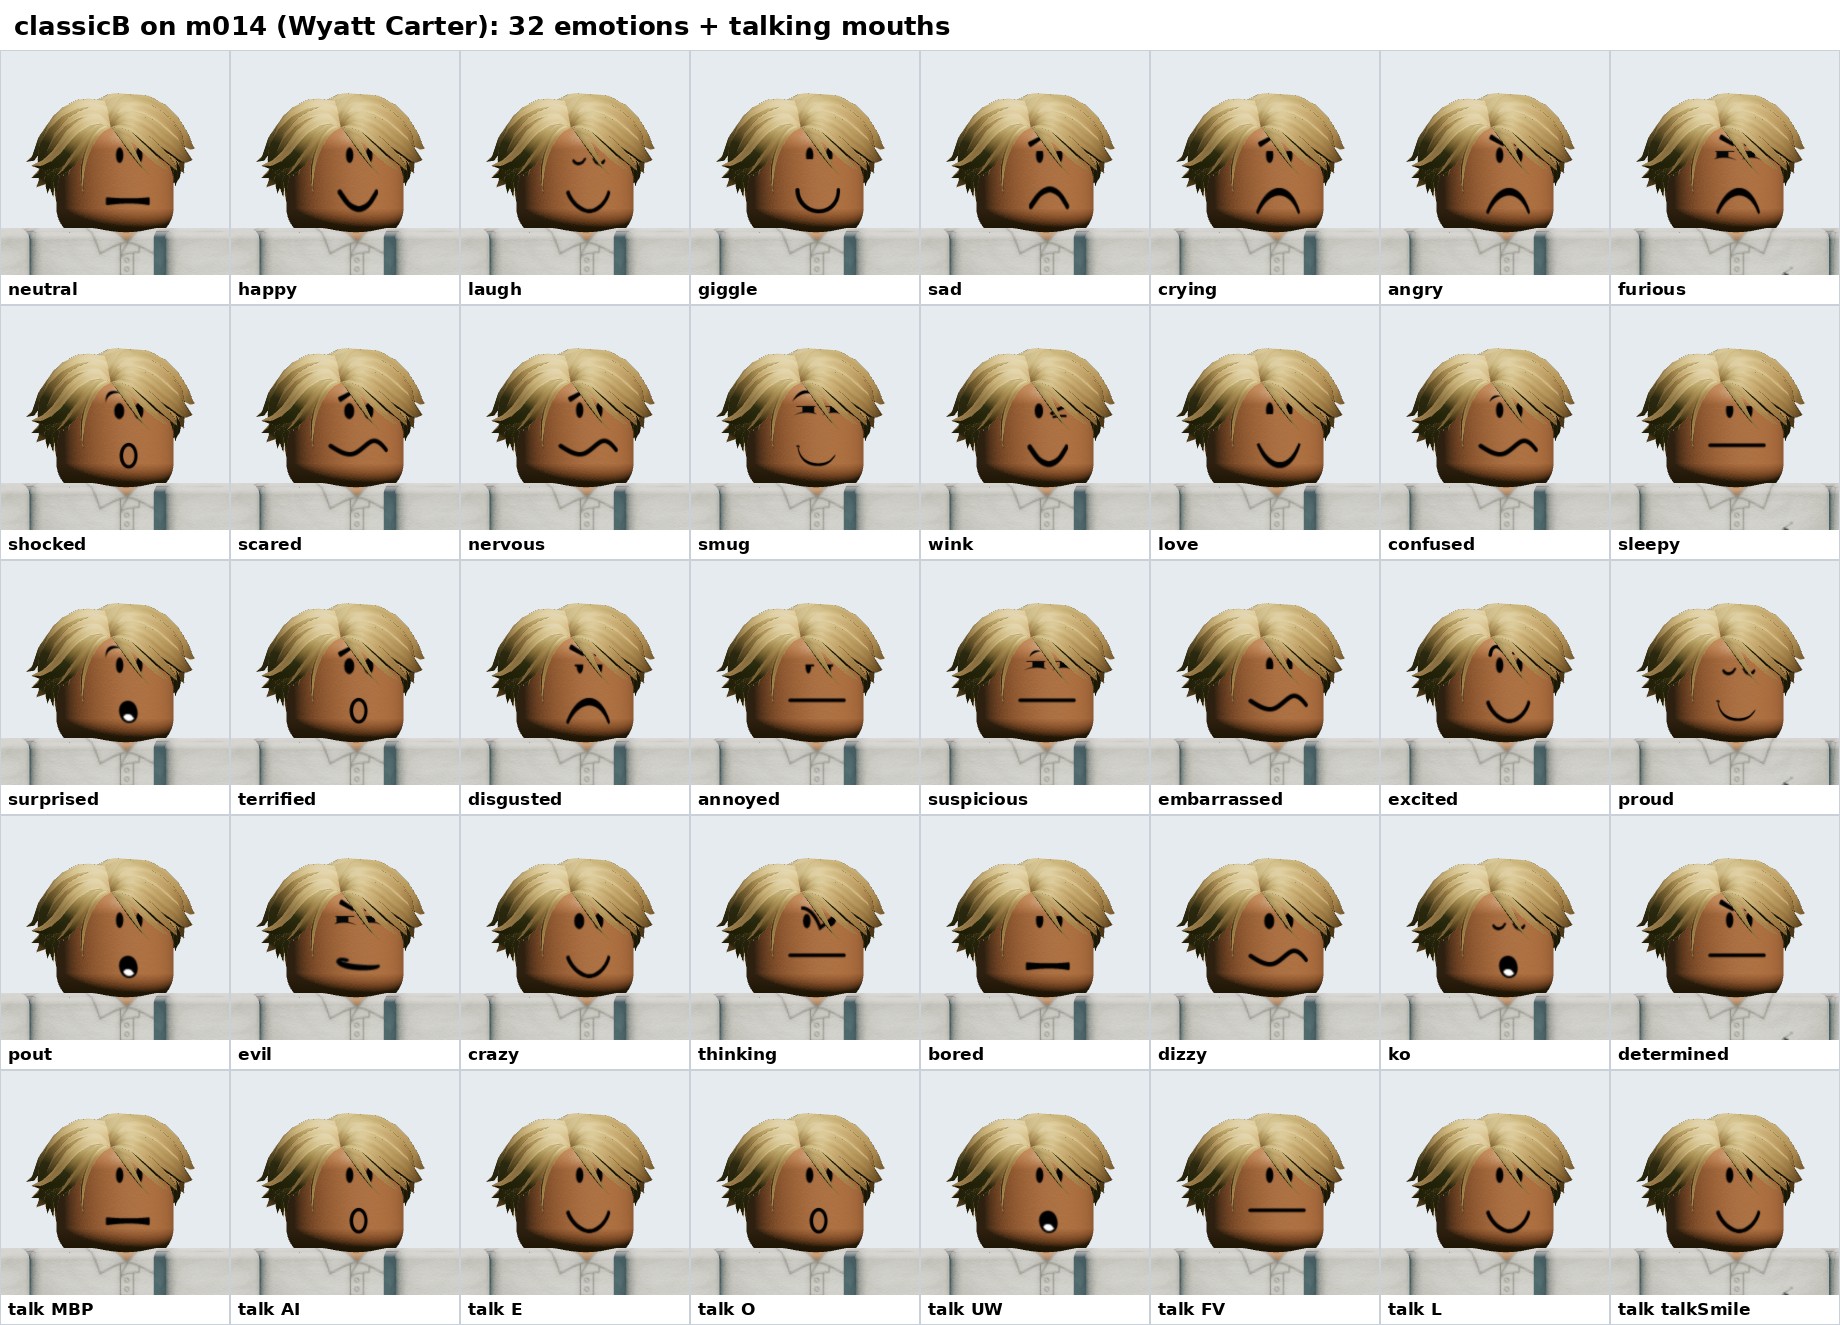 classicB on m014 (Wyatt Carter): 32 emotions + talking mouths
neutral happy laugh giggle sad crying angry furious
shocked scared nervous smug wink love confused sleepy
surprised terrified disgusted annoyed suspicious embarrassed excited proud
pout evil crazy thinking bored dizzy ko determined
talk MBP talk AI talk E talk O talk UW talk FV talk L talk talkSmile